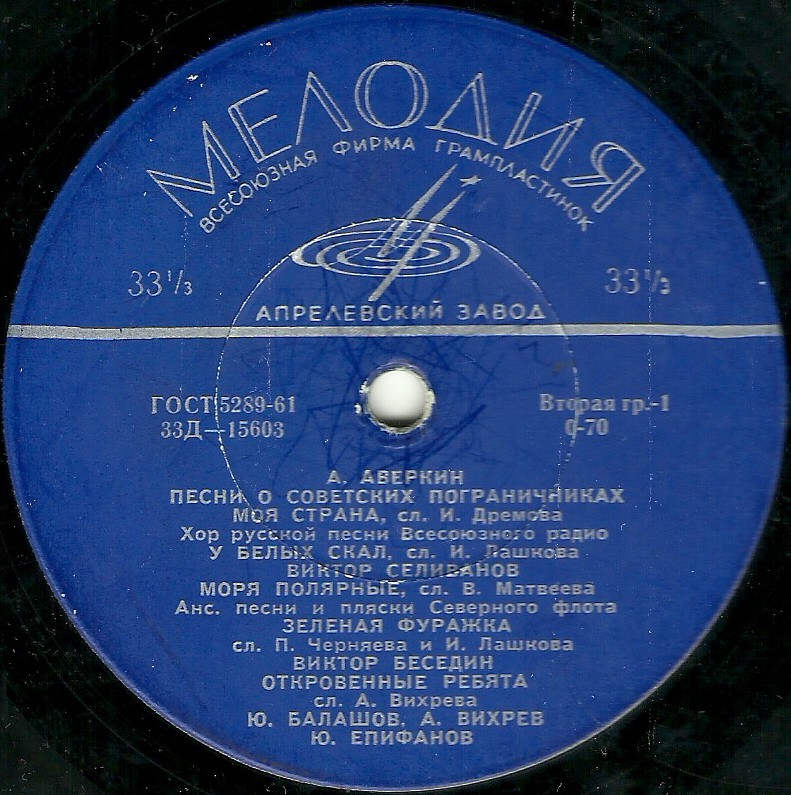 МЕЛОДИЯ
ВСЕСОЮЗНАЯ ФИРМА ГРАМПЛАСТИНОК
33⅓ 33⅓
АПРЕЛЕВСКИЙ ЗАВОД
ГОСТ 5289-61 Вторая гр.-1
33Д—15603 0-70
А. АВЕРКИН
ПЕСНИ О СОВЕТСКИХ ПОГРАНИЧНИКАХ
МОЯ СТРАНА, сл. И. Дремова
Хор русской песни Всесоюзного радио
У БЕЛЫХ СКАЛ, сл. И. Лашкова
ВИКТОР СЕЛИВАНОВ
МОРЯ ПОЛЯРНЫЕ, сл. В. Матвеева
Анс. песни и пляски Северного флота
ЗЕЛЕНАЯ ФУРАЖКА
сл. П. Черняева и И. Лашкова
ВИКТОР БЕСЕДИН
ОТКРОВЕННЫЕ РЕБЯТА
сл. А. Вихрева
Ю. БАЛАШОВ, А. ВИХРЕВ
Ю. ЕПИФАНОВ